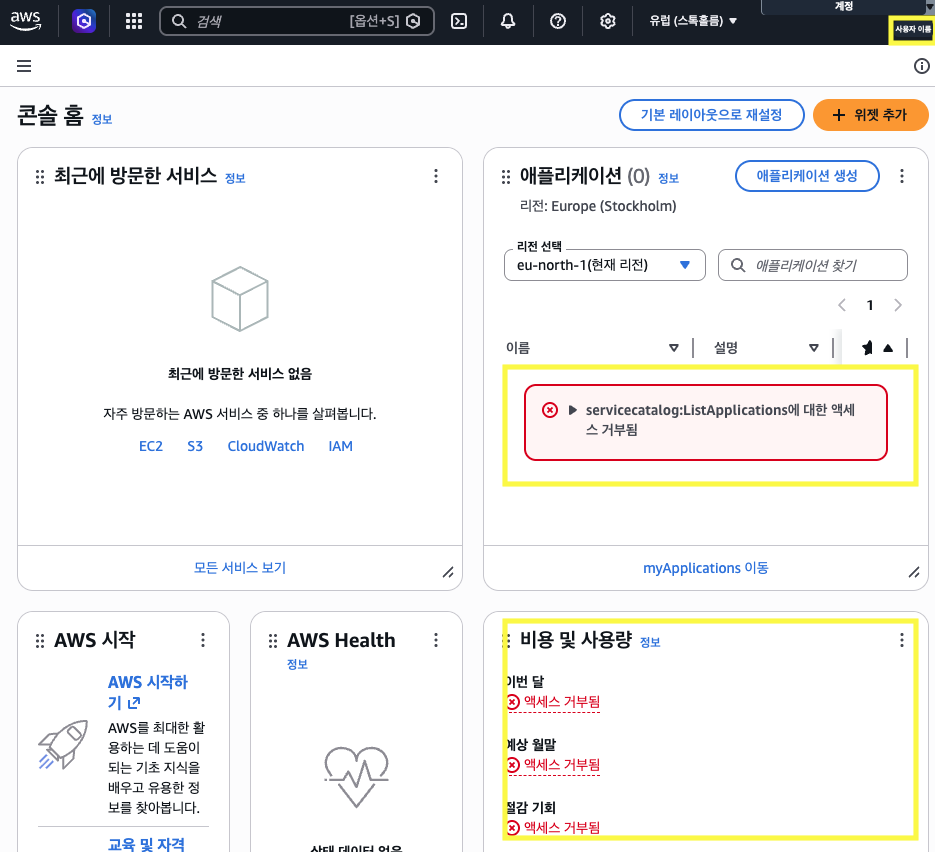 aws
검색
[옵션+S]
유럽 (스톡홀름)
계정
사용자 이름
콘솔 홈 정보
기본 레이아웃으로 재설정
위젯 추가
최근에 방문한 서비스 정보
최근에 방문한 서비스 없음
자주 방문하는 AWS 서비스 중 하나를 살펴봅니다.
EC2 S3 CloudWatch IAM
모든 서비스 보기
애플리케이션 (0) 정보
애플리케이션 생성
리전: Europe (Stockholm)
리전 선택
eu-north-1(현재 리전)
애플리케이션 찾기
1
이름
설명
servicecatalog:ListApplications에 대한 액세
스 거부됨
myApplications 이동
AWS 시작
AWS 시작하
기
AWS를 최대한 활
용하는 데 도움이
되는 기초 지식을
배우고 유용한 정
보를 찾아봅니다.
교육 및 자격
AWS Health
정보
상태 데이터 없음
비용 및 사용량 정보
이번 달
액세스 거부됨
예상 월말
액세스 거부됨
절감 기회
액세스 거부됨